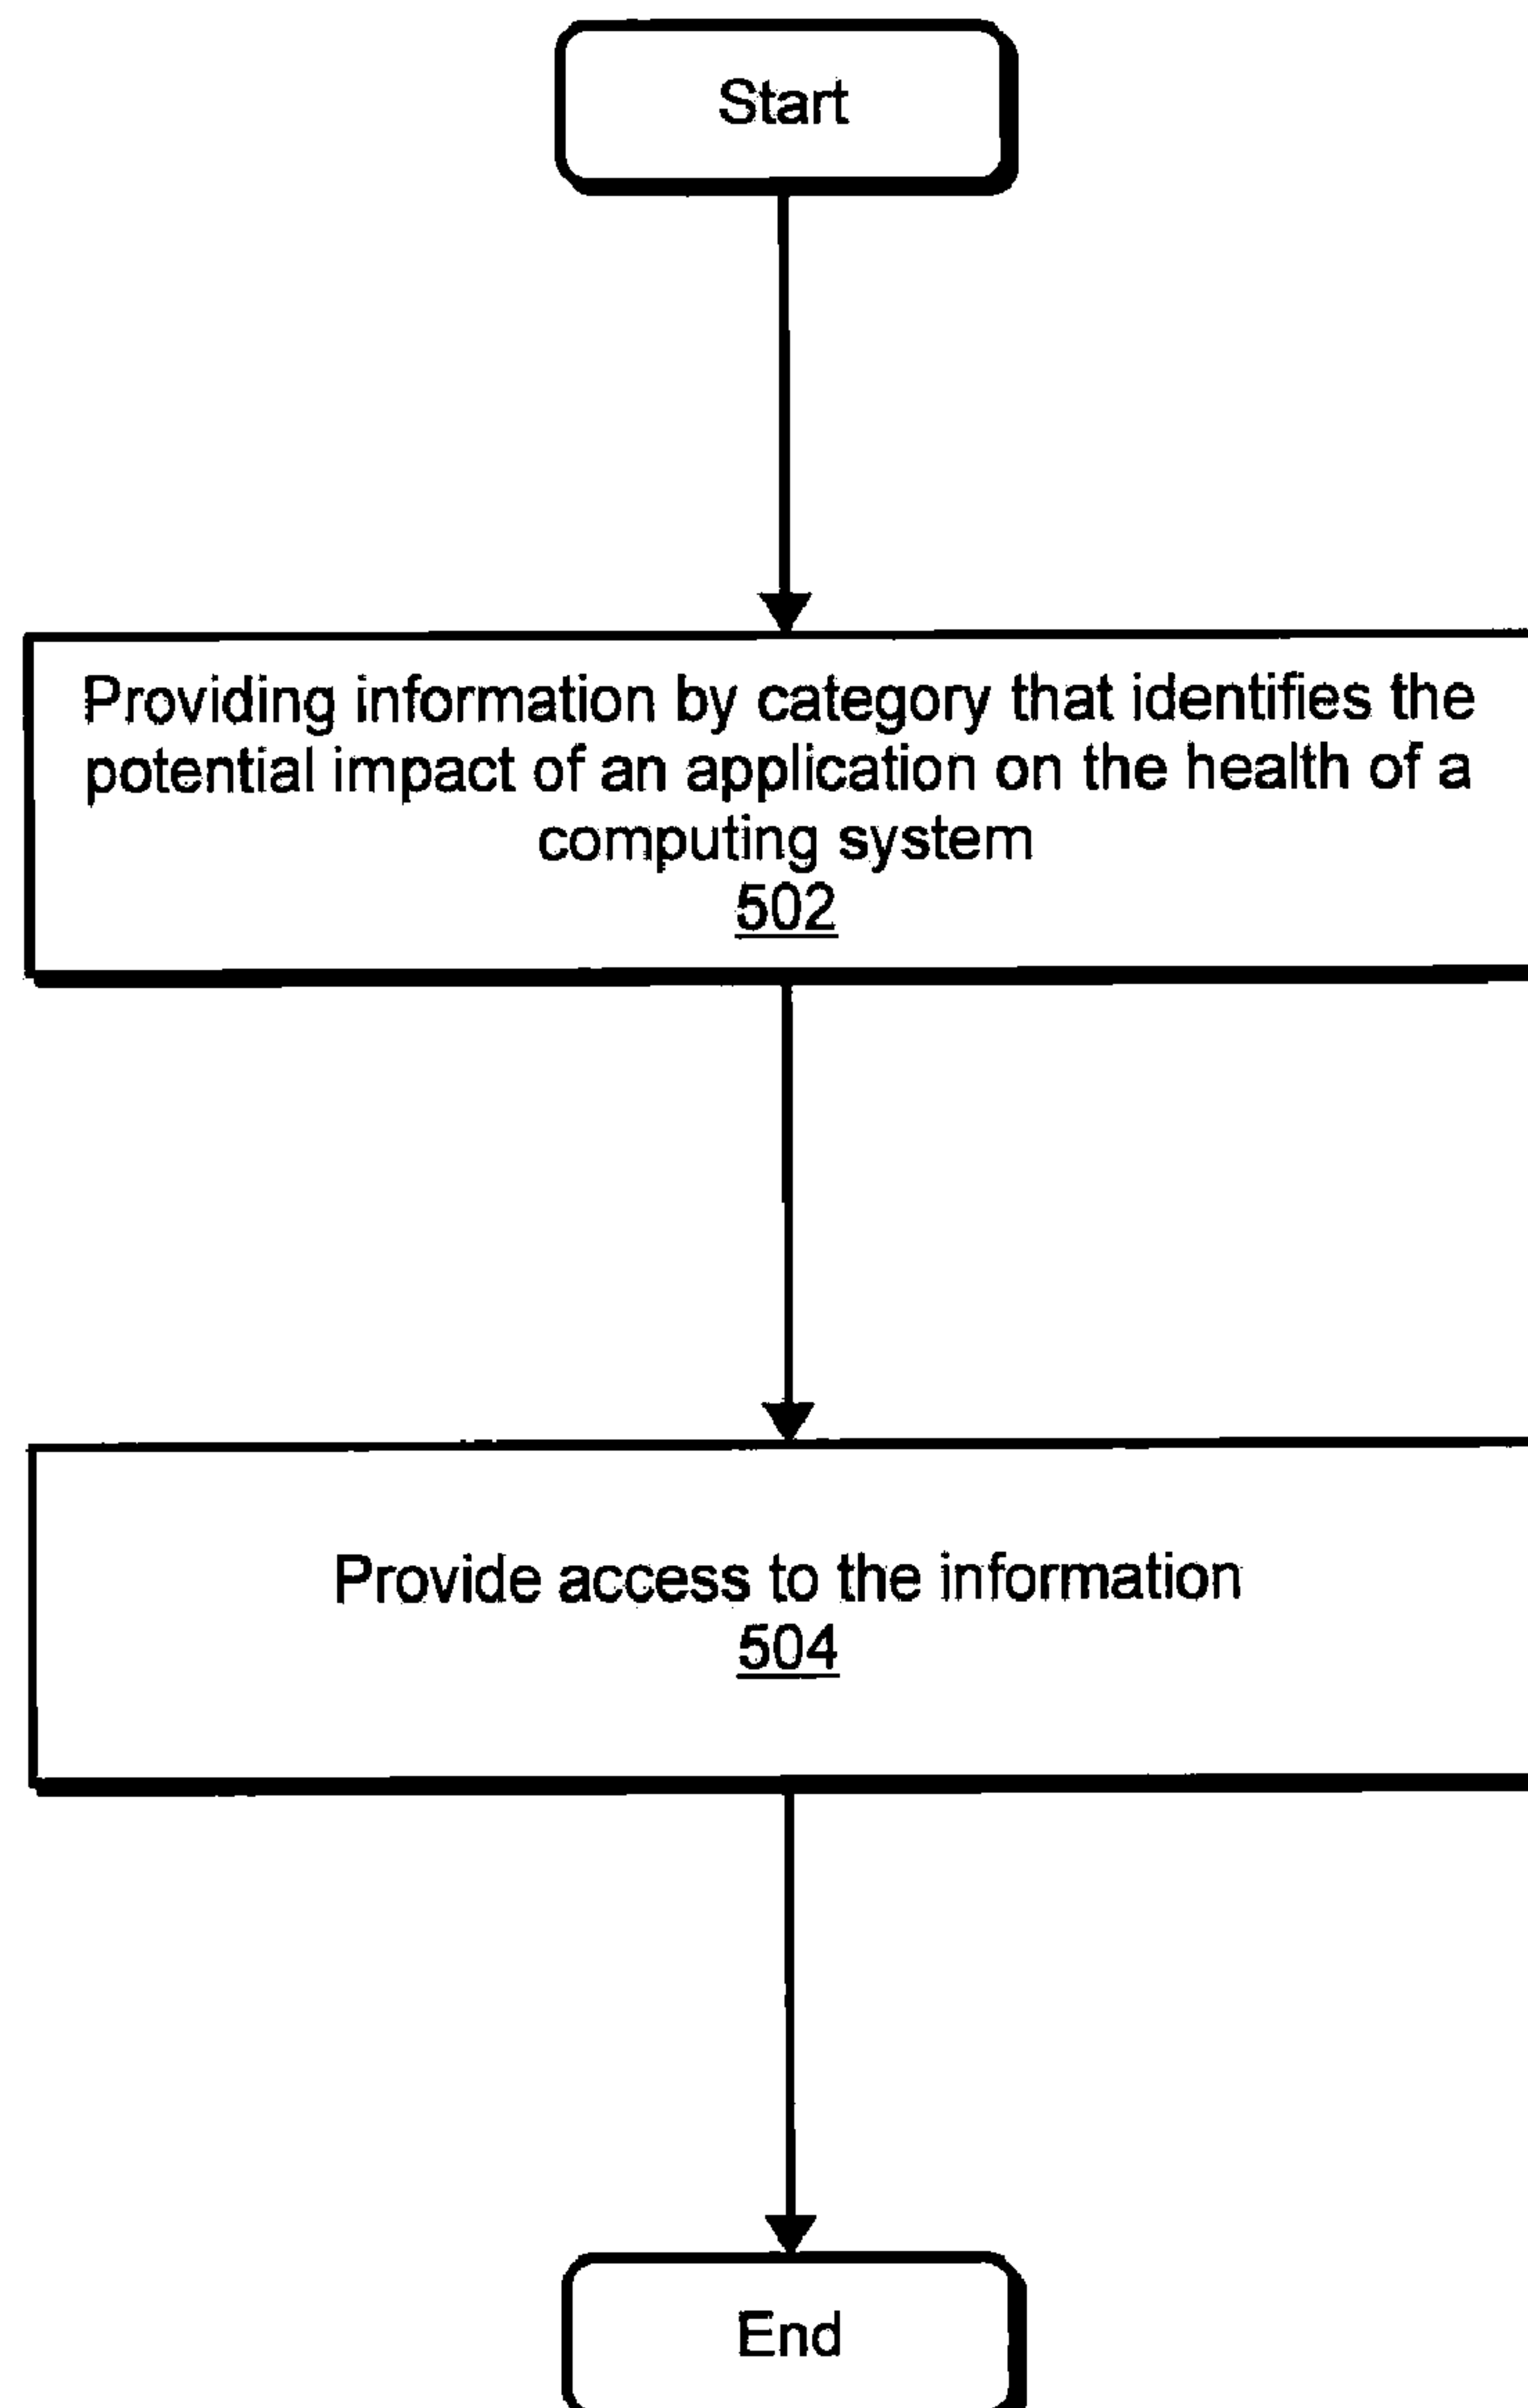 Start
Providing information by category that identifies the
potential impact of an application on the health of a
computing system
502
Provide access to the information
504
End